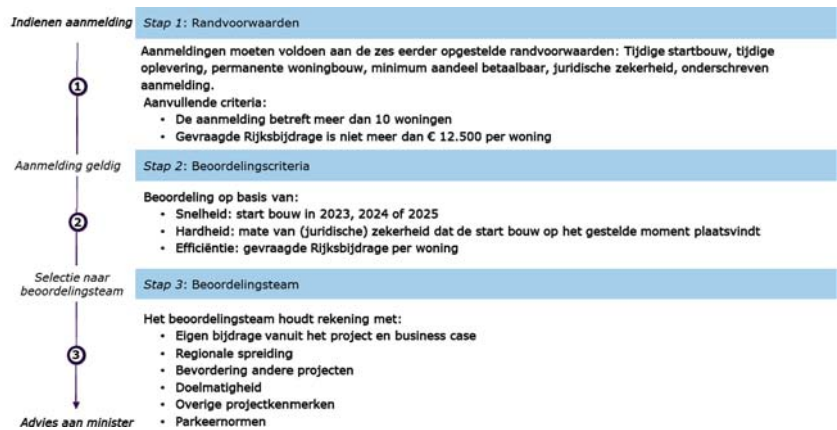 Indienen aanmelding
Stap 1: Randvoorwaarden
Aanmeldingen moeten voldoen aan de zes eerder opgestelde randvoorwaarden: Tijdige startbouw, tijdige
oplevering, permanente woningbouw, minimum aandeel betaalbaar, juridische zekerheid, onderschreven
aanmelding.
1
Aanvullende criteria:
• De aanmelding betreft meer dan 10 woningen
• Gevraagde Rijksbijdrage is niet meer dan € 12.500 per woning
Aanmelding geldig
Stap 2: Beoordelingscriteria
Beoordeling op basis van:
2
• Snelheid: start bouw in 2023, 2024 of 2025
• Hardheid: mate van (juridische) zekerheid dat de start bouw op het gestelde moment plaatsvindt
• Efficiëntie: gevraagde Rijksbijdrage per woning
Selectie naar
beoordelingsteam
Stap 3: Beoordelingsteam
Het beoordelingsteam houdt rekening met:
3
• Eigen bijdrage vanuit het project en business case
• Regionale spreiding
• Bevordering andere projecten
• Doelmatigheid
• Overige projectkenmerken
• Parkeernormen
Advies aan minister